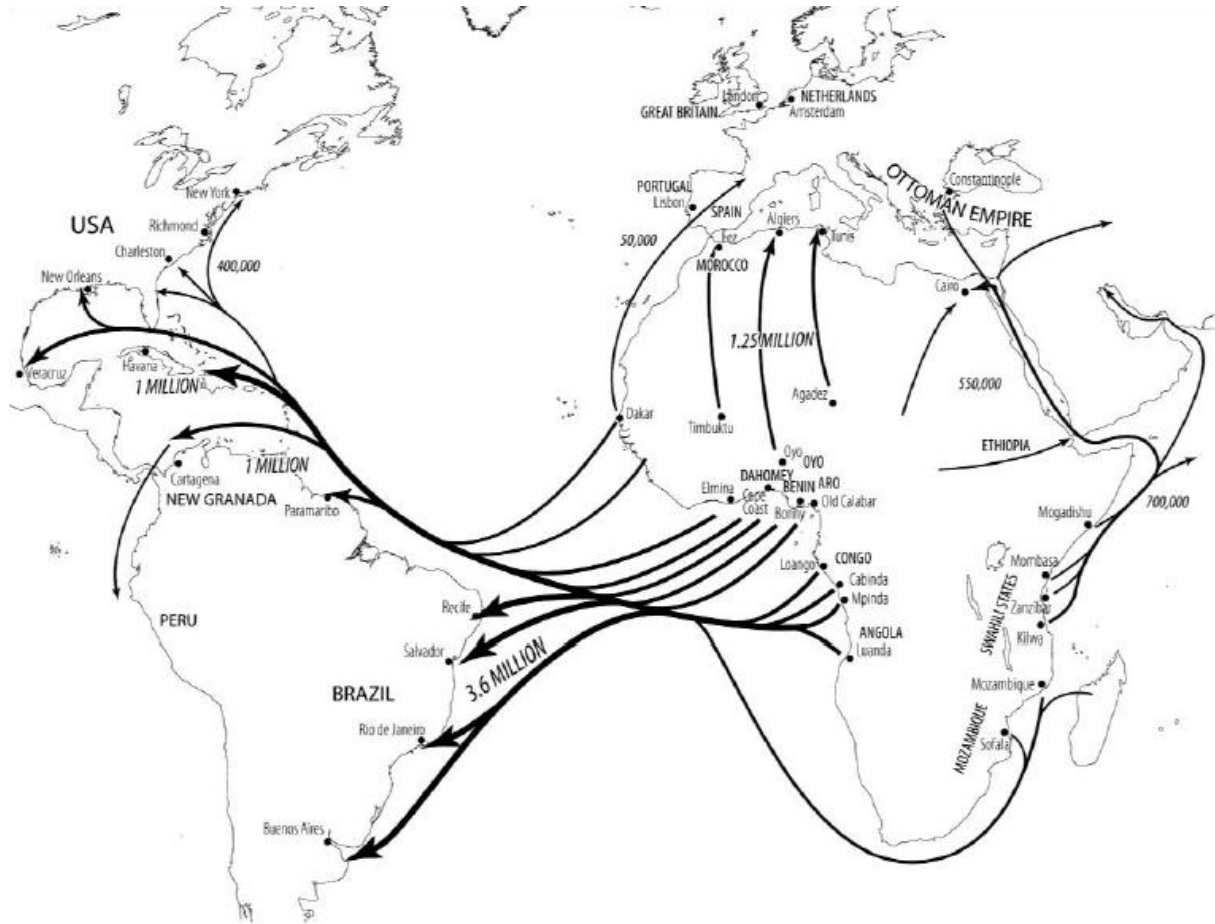 London
NETHERLANDS
GREAT BRITAIN
Amsterdam
New York
PORTUGAL
Lisbon
SPAIN
Constantinople
OTTOMAN EMPIRE
USA
Richmond
Charleston
400,000
New Orleans
50,000
Algiers
Tunis
Fez
MOROCCO
Cairo
Veracruz
Havana
1 MILLION
1.25 MILLION
550,000
Dakar
Timbuktu
Agadez
Cartagena
1 MILLION
NEW GRANADA
Paramaribo
Oyo
OYO
ETHIOPIA
Elmina
DAHOMEY
Cape
Coast
BENIN
ARO
Bonny
Old Calabar
700,000
Mogadishu
Loango
CONGO
Cabinda
Mpinda
Mombasa
Zanzibar
SWAHILI STATES
Kilwa
PERU
Recife
Salvador
ANGOLA
Luanda
BRAZIL
3.6 MILLION
Mozambique
MOZAMBIQUE
Sofala
Rio de Janeiro
Buenos Aires